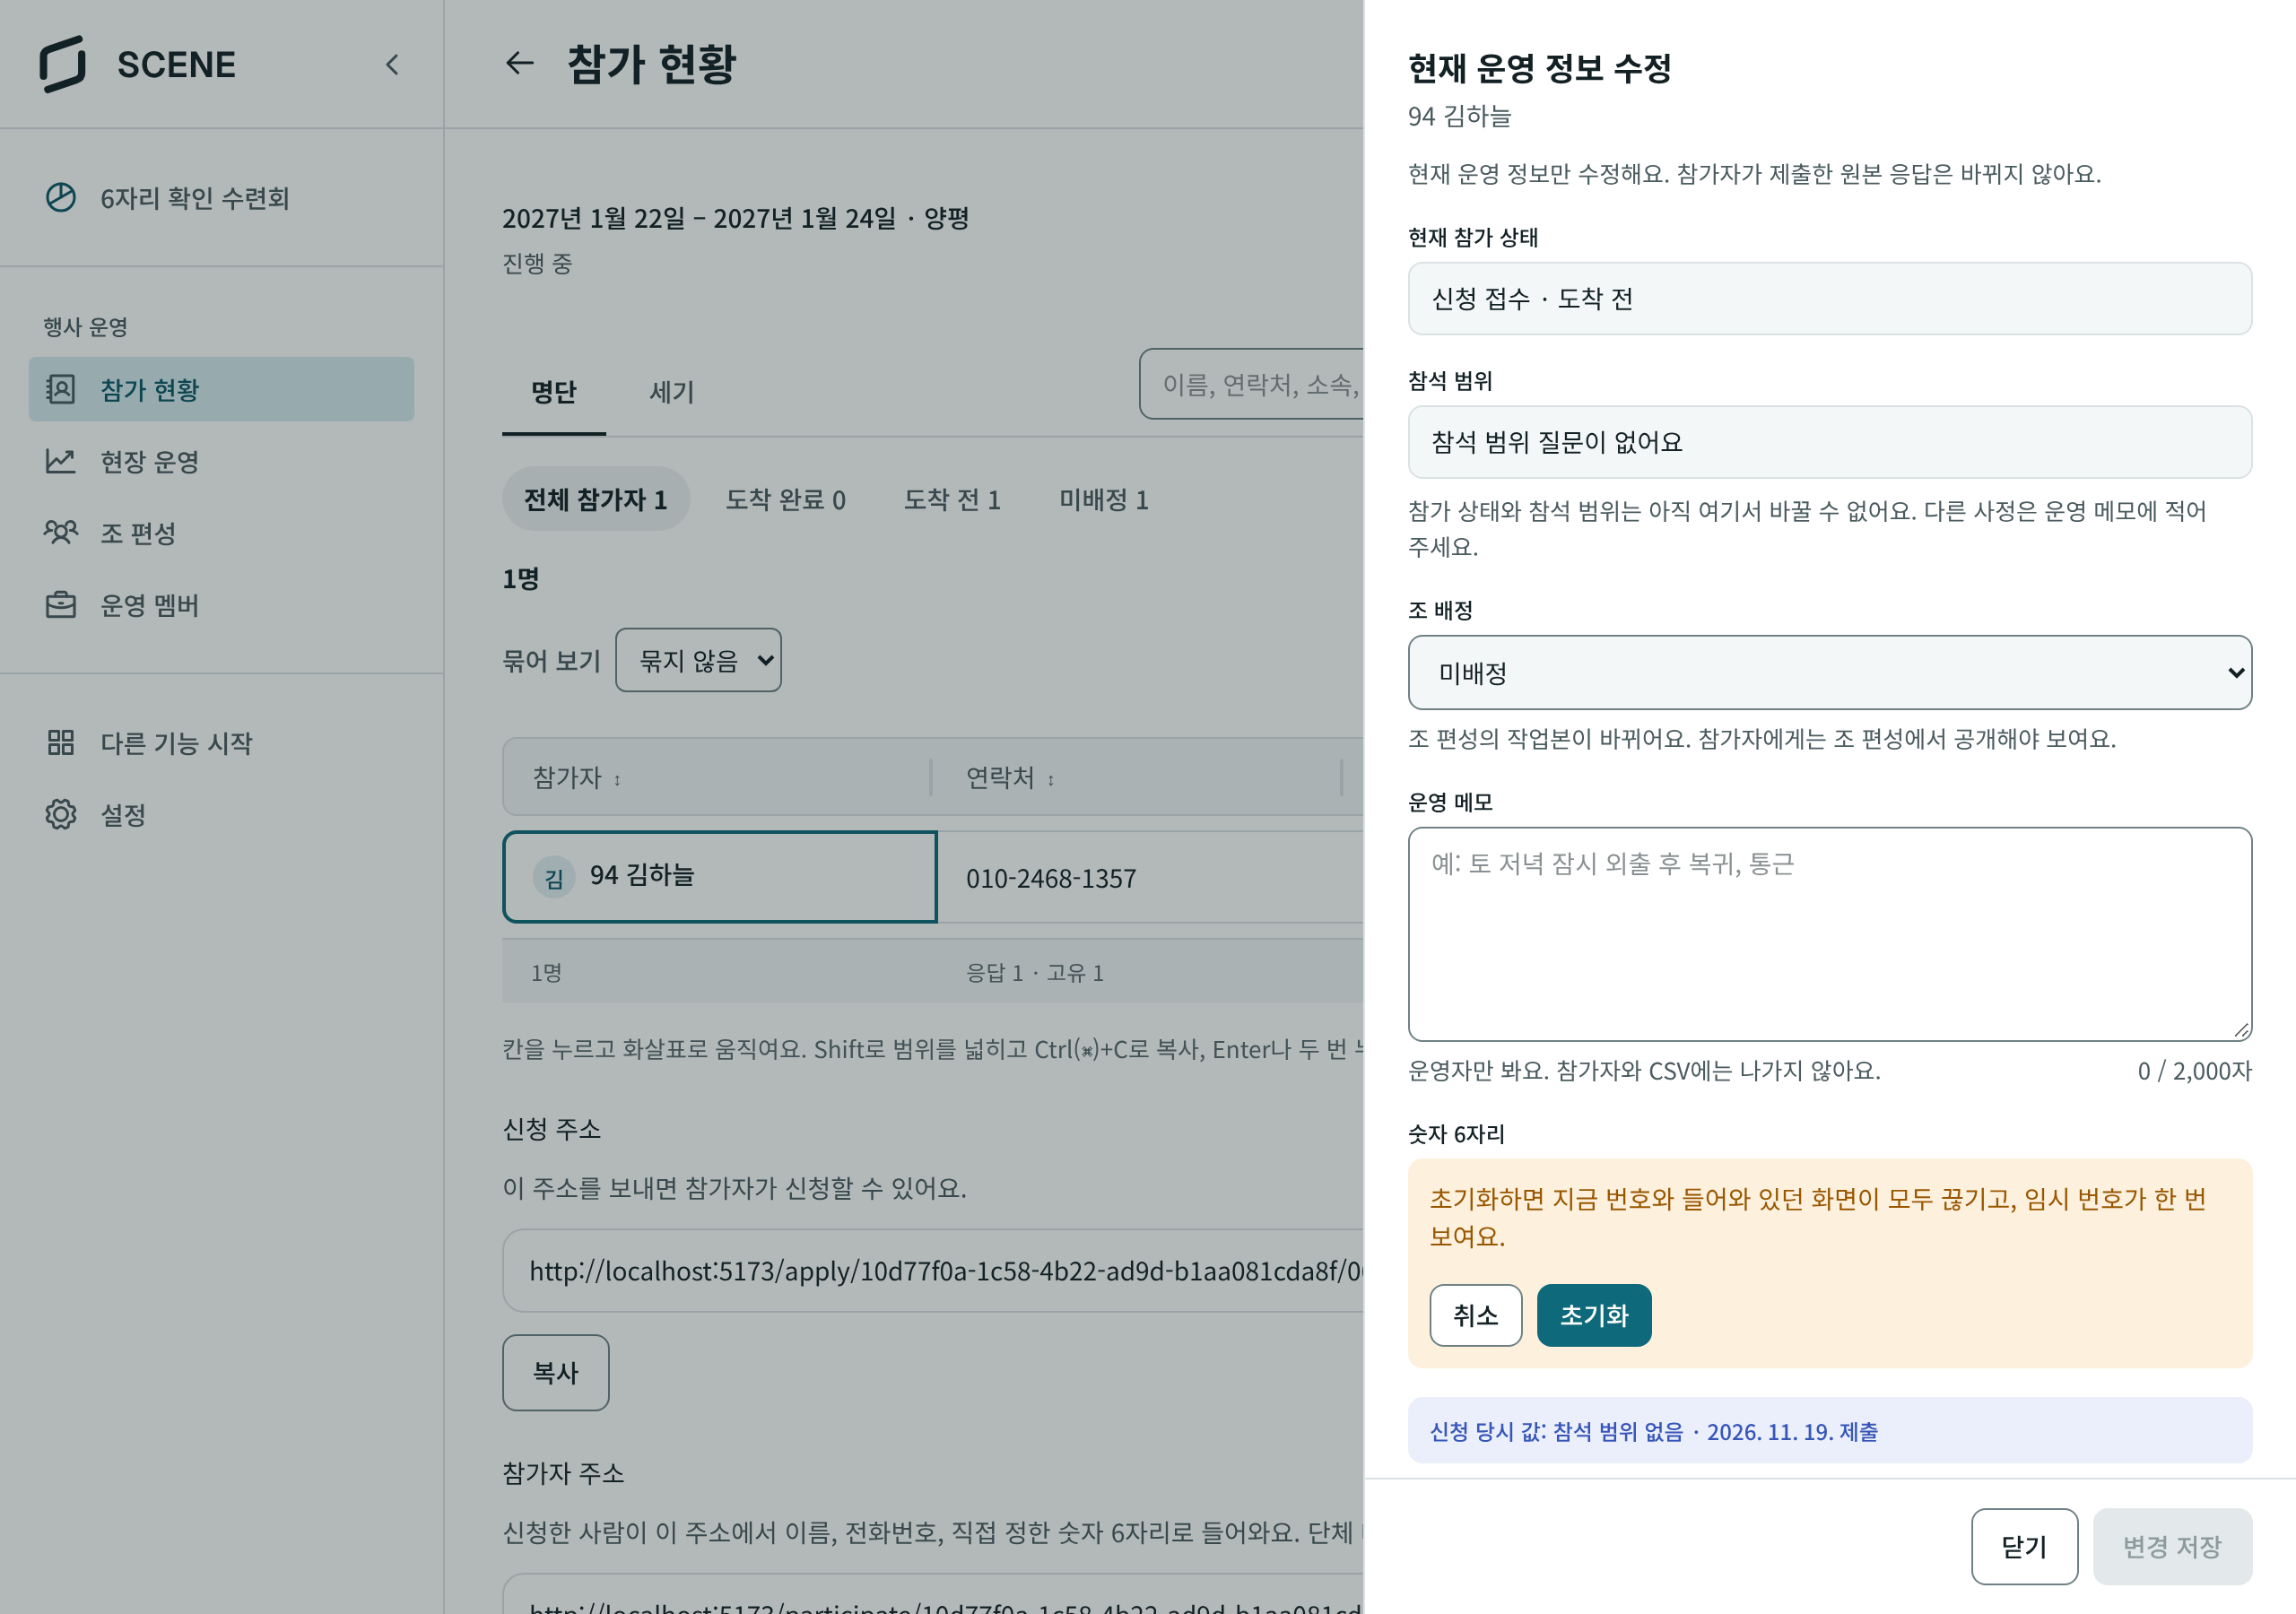 SCENE
6자리 확인 수련회
행사 운영
참가 현황
현장 운영
조 편성
운영 멤버
다른 기능 시작
설정
참가 현황
2027년 1월 22일 – 2027년 1월 24일 · 양평
진행 중
명단 세기
이름, 연락처, 소속,
전체 참가자 1 도착 완료 0 도착 전 1 미배정 1
1명
묶어 보기 묶지 않음
참가자 ↕ 연락처 ↕
김 94 김하늘 010-2468-1357
1명 응답 1 · 고유 1
칸을 누르고 화살표로 움직여요. Shift로 범위를 넓히고 Ctrl(⌘)+C로 복사, Enter나 두 번
신청 주소
이 주소를 보내면 참가자가 신청할 수 있어요.
http://localhost:5173/apply/10d77f0a-1c58-4b22-ad9d-b1aa081cda8f/0
복사
참가자 주소
신청한 사람이 이 주소에서 이름, 전화번호, 직접 정한 숫자 6자리로 들어와요. 단체
http://localhost:5173/participate/10d77f0a-1c58-4b22-ad9d-b1aa081cd
현재 운영 정보 수정
94 김하늘
현재 운영 정보만 수정해요. 참가자가 제출한 원본 응답은 바뀌지 않아요.
현재 참가 상태
신청 접수 · 도착 전
참석 범위
참석 범위 질문이 없어요
참가 상태와 참석 범위는 아직 여기서 바꿀 수 없어요. 다른 사정은 운영 메모에 적어
주세요.
조 배정
미배정
조 편성의 작업본이 바뀌어요. 참가자에게는 조 편성에서 공개해야 보여요.
운영 메모
예: 토 저녁 잠시 외출 후 복귀, 통근
운영자만 봐요. 참가자와 CSV에는 나가지 않아요. 0 / 2,000자
숫자 6자리
초기화하면 지금 번호와 들어와 있던 화면이 모두 끊기고, 임시 번호가 한 번
보여요.
취소 초기화
신청 당시 값: 참석 범위 없음 · 2026. 11. 19. 제출
닫기 변경 저장